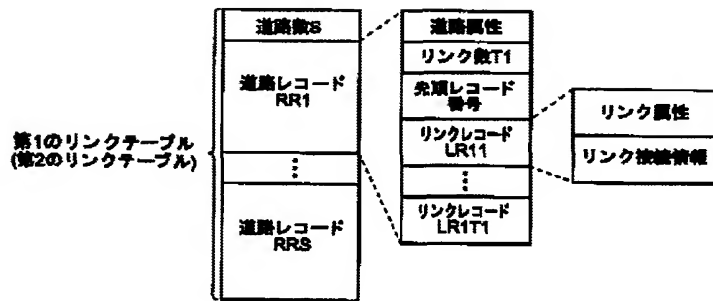 第1のリンクテーブル
(第2のリンクテーブル)
道路数S
道路レコード
RR1
道路レコード
RRS
道路属性
リンク数T1
先頭レコード
番号
リンクレコード
LR11
リンクレコード
LR1T1
リンク属性
リンク接続情報